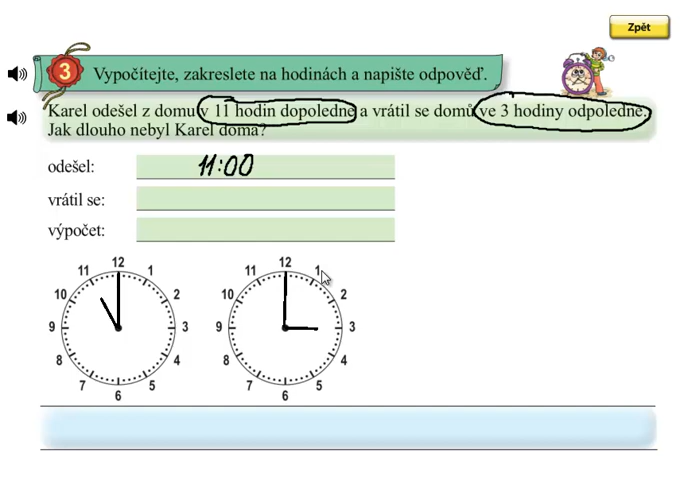 Zpět
3 Vypočítejte, zakreslete na hodinách a napište odpověď.
Karel odešel z domu v 11 hodin dopoledne a vrátil se domů ve 3 hodiny odpoledne.
Jak dlouho nebyl Karel doma?
odešel: 11:00
vrátil se:
výpočet:
12 1 2 3 4 5 6 7 8 9 10 11
12 1 2 3 4 5 6 7 8 9 10 11